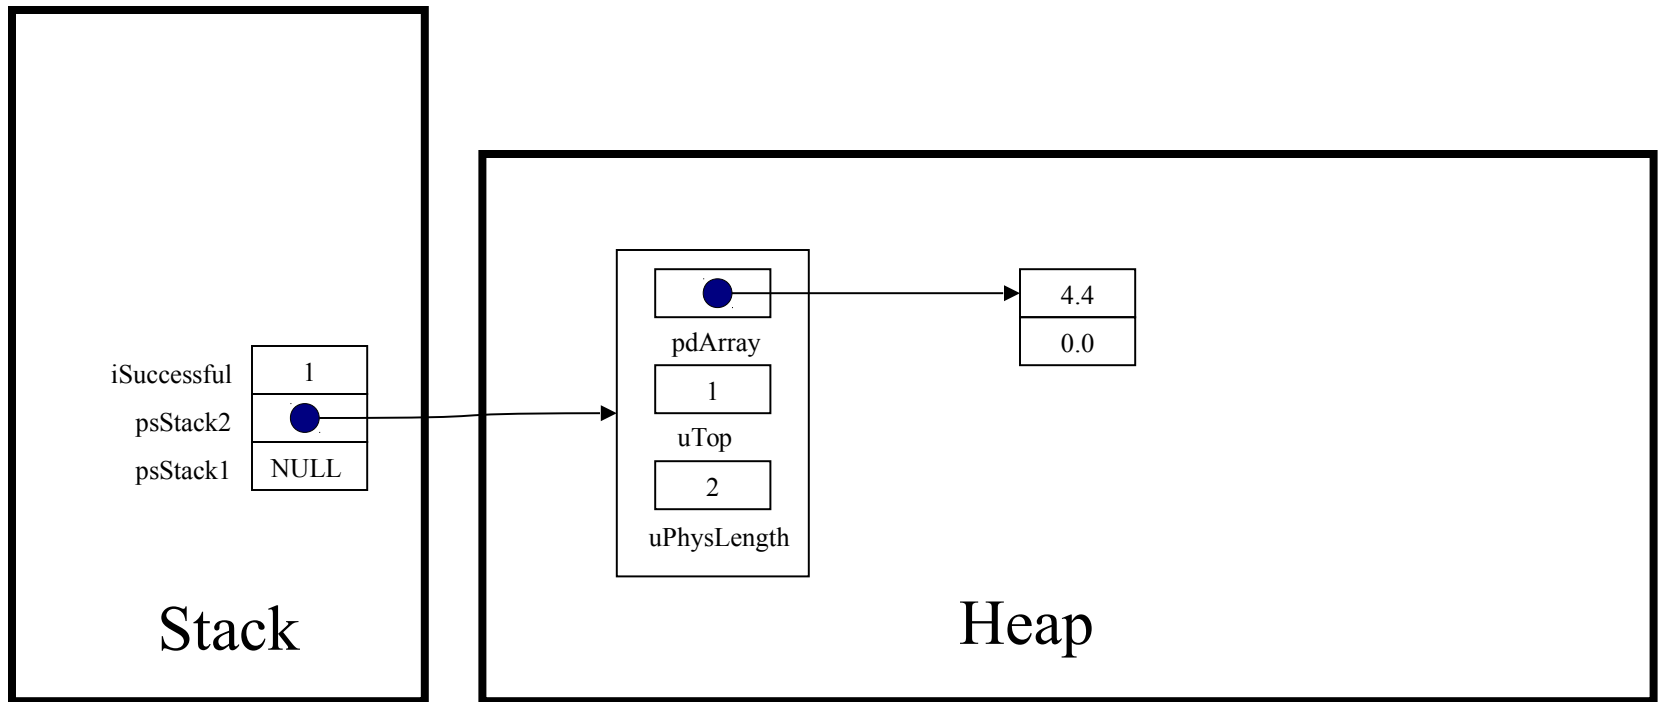 iSuccessful 1
psStack2
psStack1 NULL
Stack
pdArray
1
uTop
2
uPhysLength
4.4
0.0
Heap